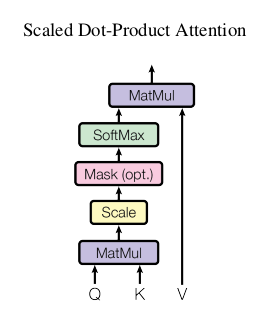 Scaled Dot-Product Attention
MatMul
SoftMax
Mask (opt.)
Scale
MatMul
Q K V